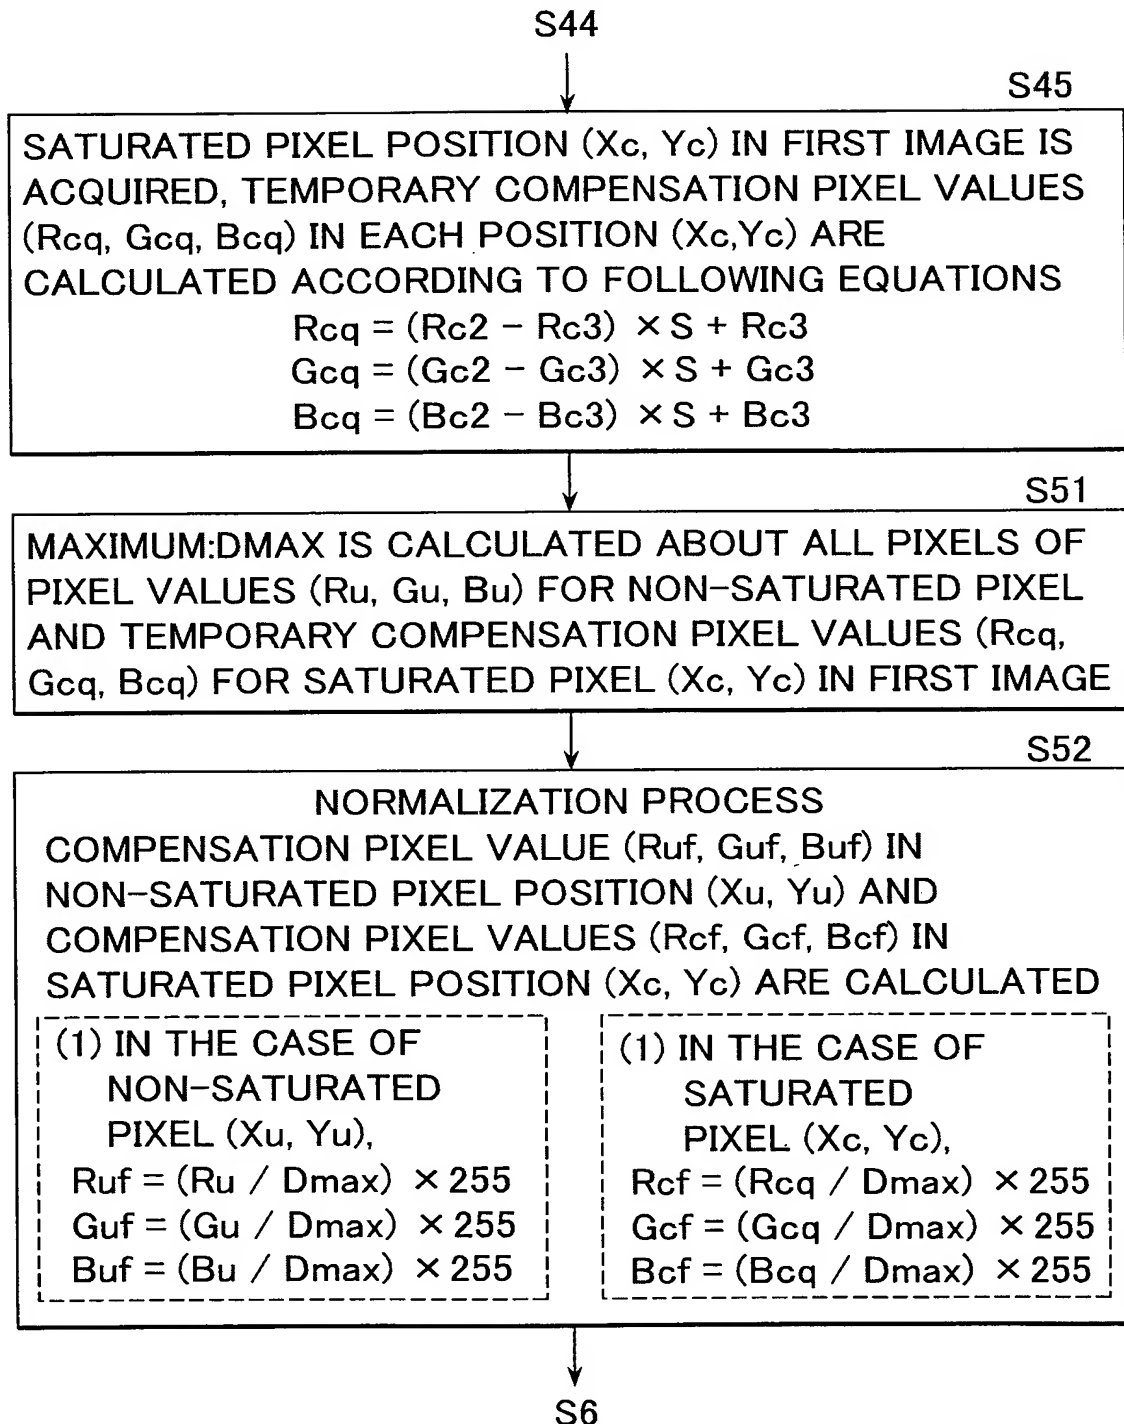 S44
S45
SATURATED PIXEL POSITION (Xc, Yc) IN FIRST IMAGE IS
ACQUIRED, TEMPORARY COMPENSATION PIXEL VALUES
(Rcq, Gcq, Bcq) IN EACH POSITION (Xc,Yc) ARE
CALCULATED ACCORDING TO FOLLOWING EQUATIONS
Rcq = (Rc2 − Rc3) × S + Rc3
Gcq = (Gc2 − Gc3) × S + Gc3
Bcq = (Bc2 − Bc3) × S + Bc3
S51
MAXIMUM:DMAX IS CALCULATED ABOUT ALL PIXELS OF
PIXEL VALUES (Ru, Gu, Bu) FOR NON-SATURATED PIXEL
AND TEMPORARY COMPENSATION PIXEL VALUES (Rcq,
Gcq, Bcq) FOR SATURATED PIXEL (Xc, Yc) IN FIRST IMAGE
S52
NORMALIZATION PROCESS
COMPENSATION PIXEL VALUE (Ruf, Guf, Buf) IN
NON-SATURATED PIXEL POSITION (Xu, Yu) AND
COMPENSATION PIXEL VALUES (Rcf, Gcf, Bcf) IN
SATURATED PIXEL POSITION (Xc, Yc) ARE CALCULATED
(1) IN THE CASE OF
NON-SATURATED
PIXEL (Xu, Yu),
Ruf = (Ru / Dmax) × 255
Guf = (Gu / Dmax) × 255
Buf = (Bu / Dmax) × 255
(1) IN THE CASE OF
SATURATED
PIXEL (Xc, Yc),
Rcf = (Rcq / Dmax) × 255
Gcf = (Gcq / Dmax) × 255
Bcf = (Bcq / Dmax) × 255
S6